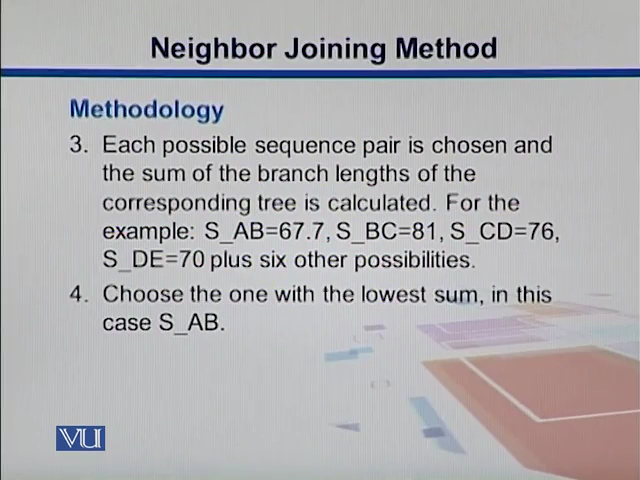 Neighbor Joining Method
Methodology
3. Each possible sequence pair is chosen and
the sum of the branch lengths of the
corresponding tree is calculated. For the
example: S_AB=67.7, S_BC=81, S_CD=76,
S_DE=70 plus six other possibilities.
4. Choose the one with the lowest sum, in this
case S_AB.
VU